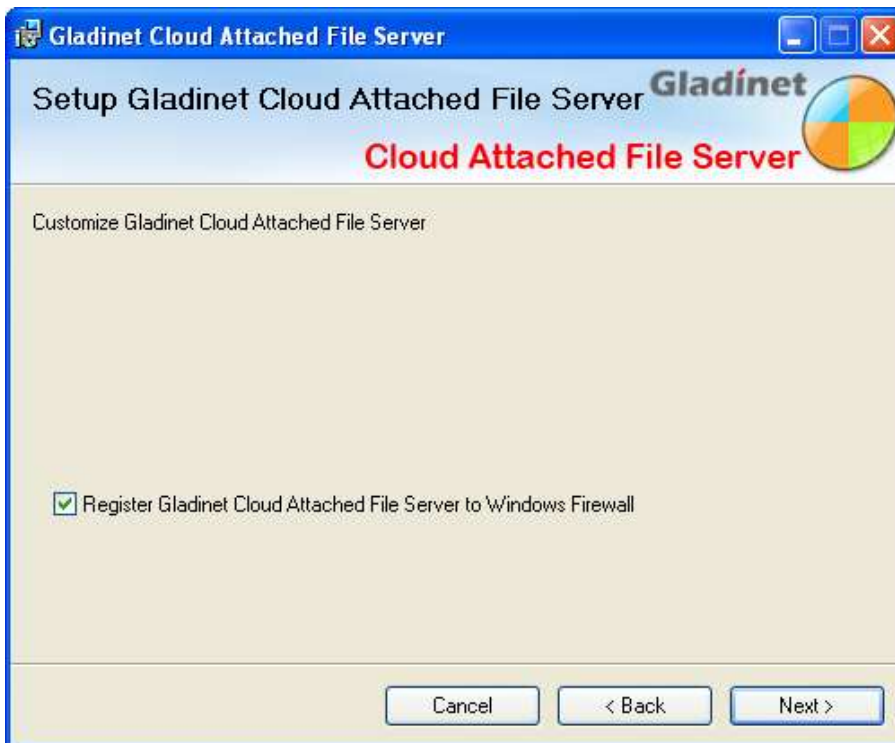 Gladinet Cloud Attached File Server
Setup Gladinet Cloud Attached File Server
Gladínet
Cloud Attached File Server
Customize Gladinet Cloud Attached File Server
Register Gladinet Cloud Attached File Server to Windows Firewall
Cancel
< Back
Next >